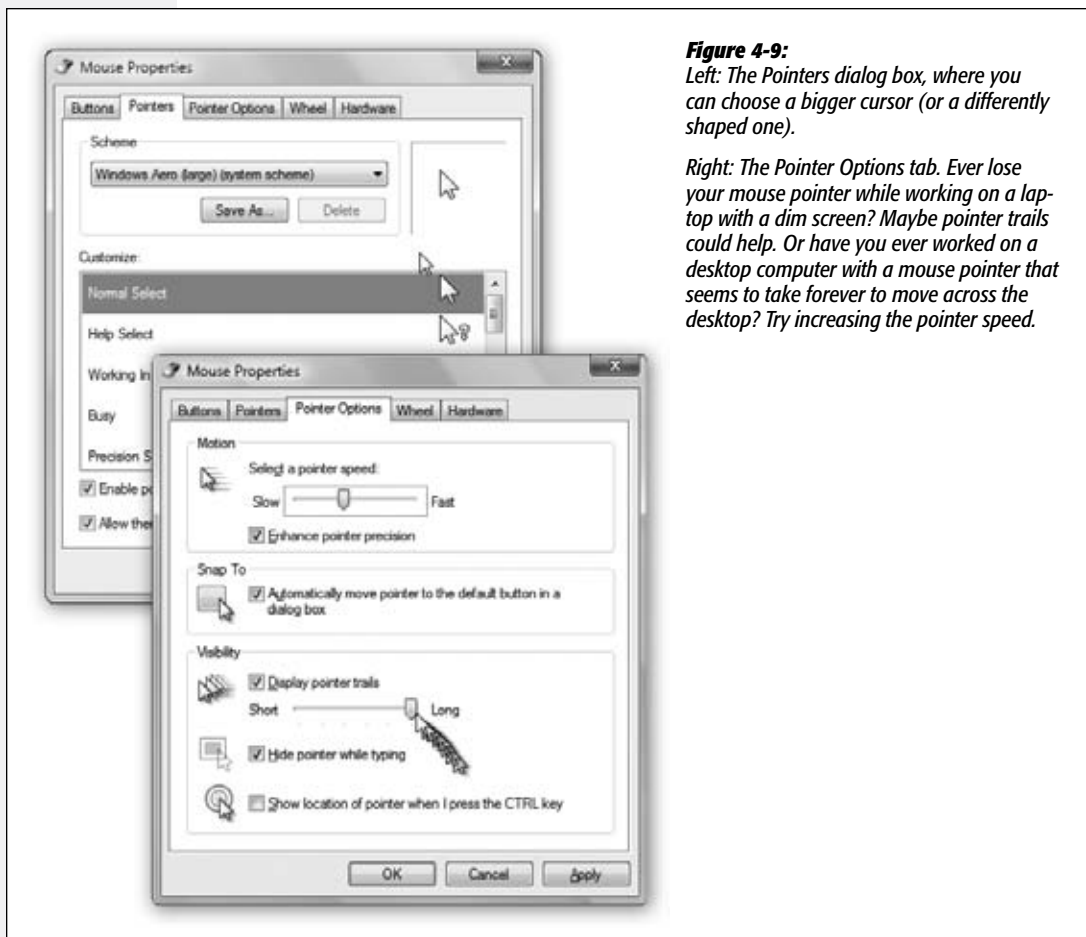 Mouse Properties
Buttons Pointers Pointer Options Wheel Hardware
Scheme
Windows Aero (large) (system scheme)
Save As... Delete
Customize:
Normal Select
Help Select
Working In
Busy
Precision S
Enable po
Allow the
Mouse Properties
Buttons Pointers Pointer Options Wheel Hardware
Motion
Select a pointer speed:
Slow Fast
Enhance pointer precision
Snap To
Automatically move pointer to the default button in a
dialog box
Visibility
Display pointer trails
Short Long
Hide pointer while typing
Show location of pointer when I press the CTRL key
OK Cancel Apply
Figure 4-9:
Left: The Pointers dialog box, where you
can choose a bigger cursor (or a differently
shaped one).
Right: The Pointer Options tab. Ever lose
your mouse pointer while working on a lap-
top with a dim screen? Maybe pointer trails
could help. Or have you ever worked on a
desktop computer with a mouse pointer that
seems to take forever to move across the
desktop? Try increasing the pointer speed.